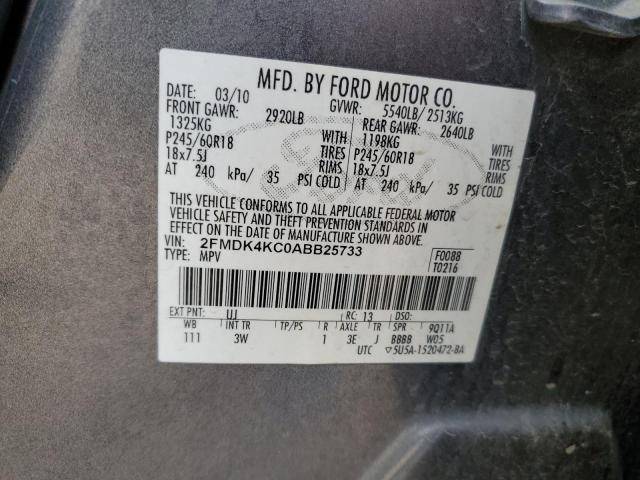 MFD. BY FORD MOTOR CO.
DATE: 03/10 GVWR: 5540LB/ 2513KG
FRONT GAWR: 2920LB REAR GAWR: 2640LB
1325KG WITH 1198KG WITH
P245/60R18 TIRES P245/60R18 TIRES
18x7.5J RIMS 18x7.5J RIMS
AT 240 kPa/ 35 PSI COLD AT 240 kPa/ 35 PSI COLD
THIS VEHICLE CONFORMS TO ALL APPLICABLE FEDERAL MOTOR
VEHICLE SAFETY AND THEFT PREVENTION STANDARDS IN
EFFECT ON THE DATE OF MANUFACTURE SHOWN ABOVE.
VIN: 2FMDK4KC0ABB25733 F0088
TYPE: MPV T0216
EXT PNT: UJ RC: 13 DSO:
WB INT TR TP/PS R AXLE TR SPR 9Q11A
111 3W 1 3E J BBBB W05
UTC ▽5U5A-1520472-BA
Ford